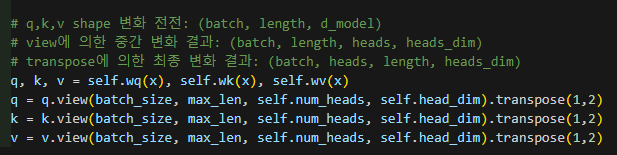 # q,k,v shape 변화 전전: (batch, length, d_model)
# view에 의한 중간 변화 결과: (batch, length, heads, heads_dim)
# transpose에 의한 최종 변화 결과: (batch, heads, length, heads_dim)
q, k, v = self.wq(x), self.wk(x), self.wv(x)
q = q.view(batch_size, max_len, self.num_heads, self.head_dim).transpose(1,2)
k = k.view(batch_size, max_len, self.num_heads, self.head_dim).transpose(1,2)
v = v.view(batch_size, max_len, self.num_heads, self.head_dim).transpose(1,2)